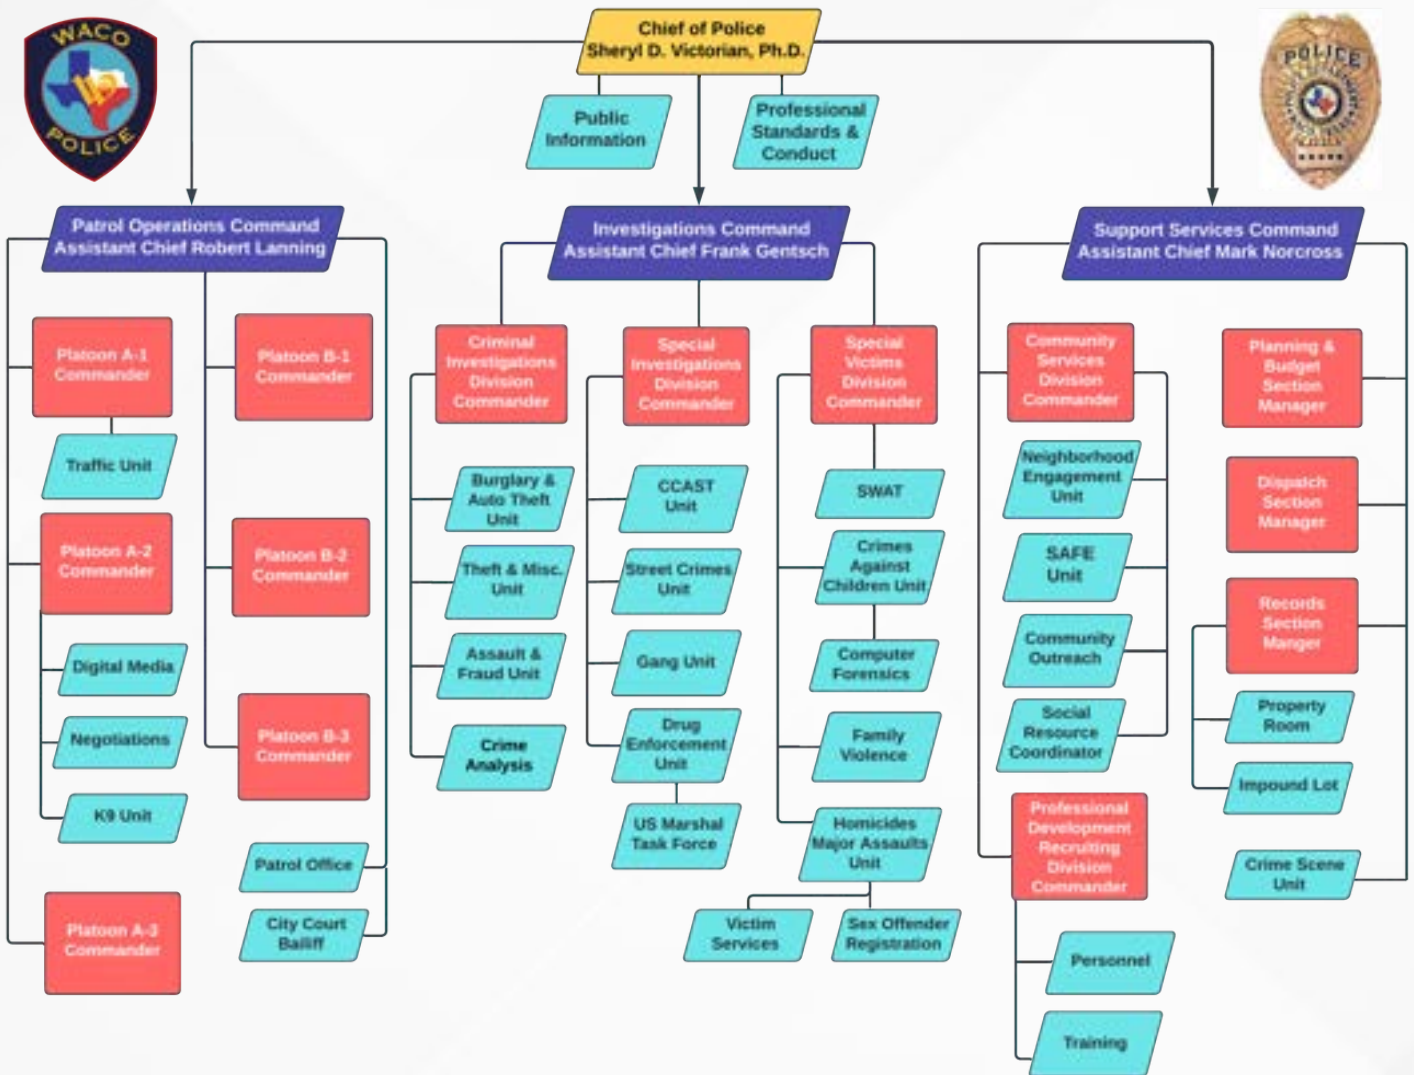 WACO
POLICE
Chief of Police
Sheryl D. Victorian, Ph.D.
POLICE
Public
Information
Professional
Standards &
Conduct
Patrol Operations Command
Assistant Chief Robert Lanning
Investigations Command
Assistant Chief Frank Gentsch
Support Services Command
Assistant Chief Mark Norcross
Platoon A-1
Commander
Traffic Unit
Platoon A-2
Commander
Digital Media
Negotiations
K9 Unit
Platoon A-3
Commander
Platoon B-1
Commander
Platoon B-2
Commander
Platoon B-3
Commander
Patrol Office
City Court
Bailiff
Criminal
Investigations
Division
Commander
Burglary &
Auto Theft
Unit
Theft & Misc.
Unit
Assault &
Fraud Unit
Crime
Analysis
Special
Investigations
Division
Commander
CCAST
Unit
Street Crimes
Unit
Gang Unit
Drug
Enforcement
Unit
US Marshal
Task Force
Special
Victims
Division
Commander
SWAT
Crimes
Against
Children Unit
Computer
Forensics
Family
Violence
Homicides
Major Assaults
Unit
Victim
Services
Sex Offender
Registration
Community
Services
Division
Commander
Neighborhood
Engagement
Unit
SAFE
Unit
Community
Outreach
Social
Resource
Coordinator
Professional
Development
Recruiting
Division
Commander
Personnel
Training
Planning &
Budget
Section
Manager
Dispatch
Section
Manager
Records
Section
Manger
Property
Room
Impound Lot
Crime Scene
Unit